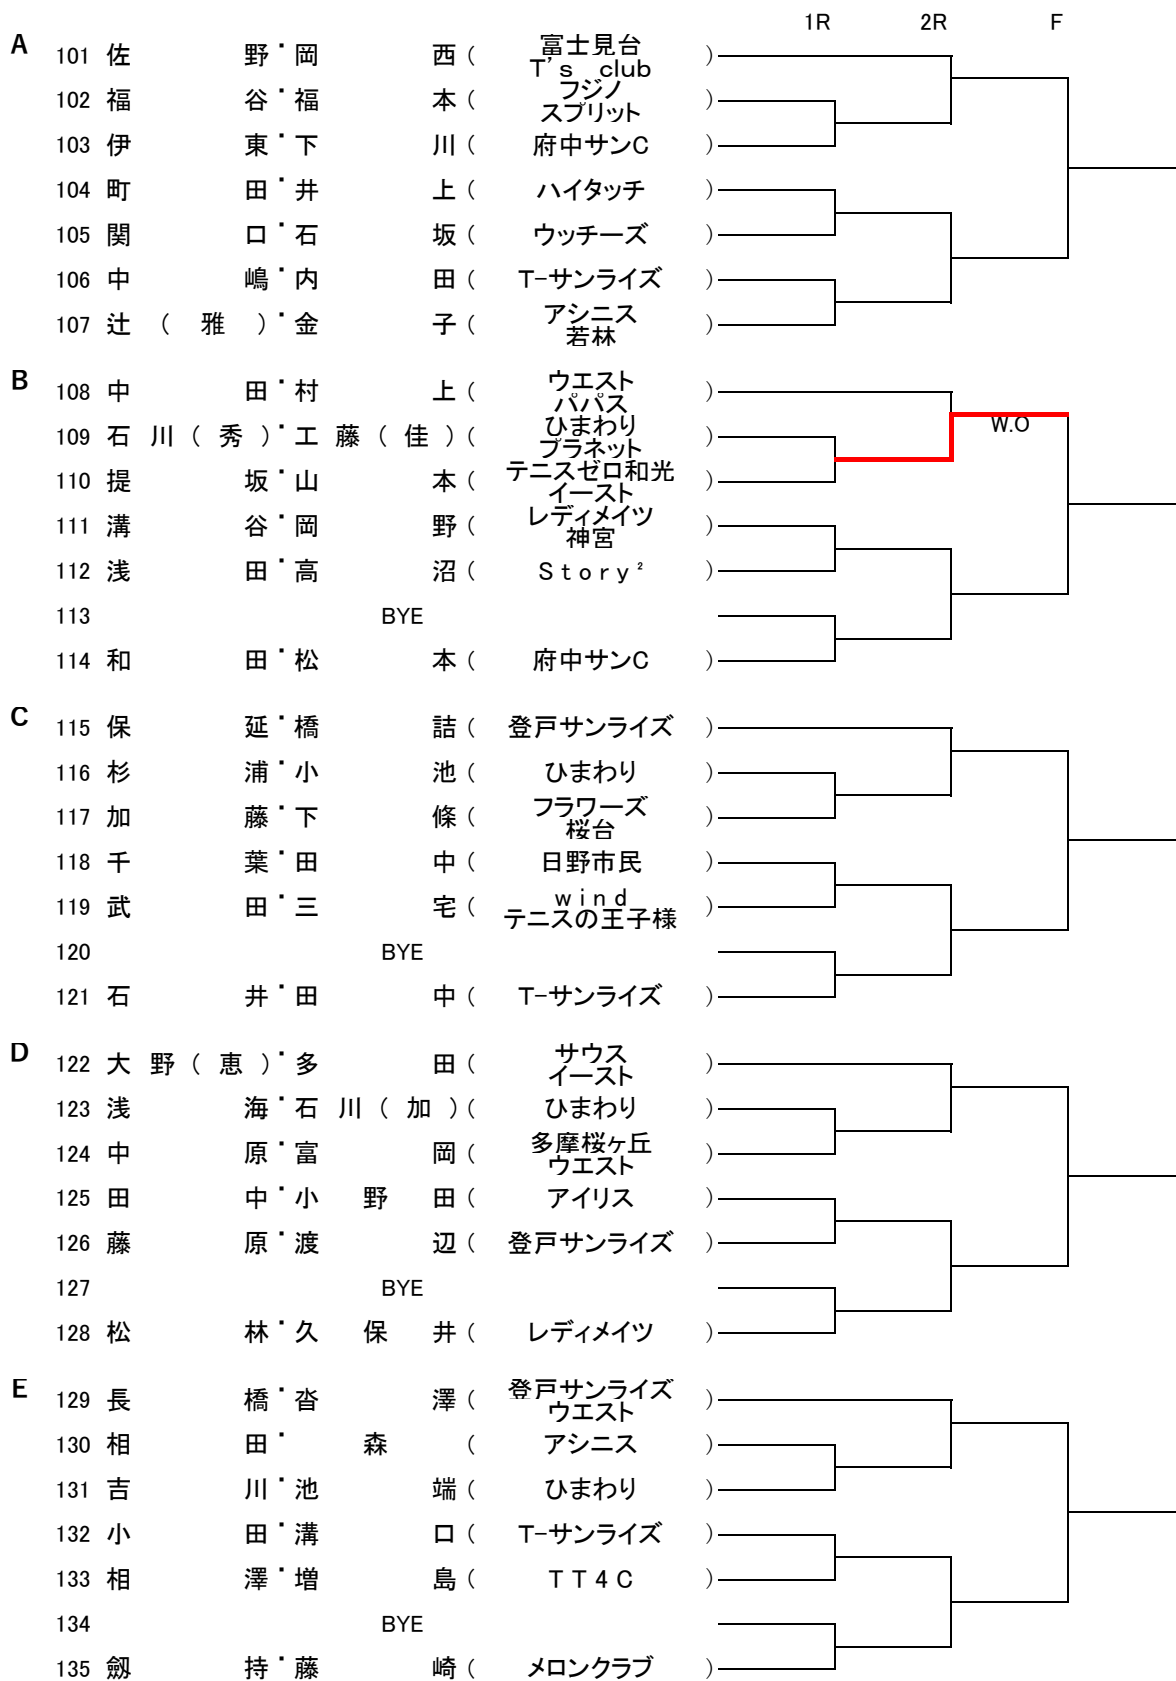 1R 2R F
A
101 佐野・岡西( 富士見台 T's club )
102 福谷・福本( フジノ スプリット )
103 伊東・下川( 府中サンC )
104 町田・井上( ハイタッチ )
105 関口・石坂( ウッチーズ )
106 中嶋・内田( T-サンライズ )
107 辻(雅)・金子( アシニス 若林 )
B
108 中田・村上( ウエスト パパス )
W.O
109 石川(秀)・工藤(佳)( ひまわり プラネット )
110 提坂・山本( テニスゼロ和光 イースト )
111 溝谷・岡野( レディメイツ 神宮 )
112 浅田・高沼( Story² )
113 BYE
114 和田・松本( 府中サンC )
C
115 保延・橋詰( 登戸サンライズ )
116 杉浦・小池( ひまわり )
117 加藤・下條( フラワーズ 桜台 )
118 千葉・田中( 日野市民 )
119 武田・三宅( wind テニスの王子様 )
120 BYE
121 石井・田中( T-サンライズ )
D
122 大野(恵)・多田( サウス イースト )
123 浅海・石川(加)( ひまわり )
124 中原・富岡( 多摩桜ヶ丘 ウエスト )
125 田中・小野田( アイリス )
126 藤原・渡辺( 登戸サンライズ )
127 BYE
128 松林・久保井( レディメイツ )
E
129 長橋・沓澤( 登戸サンライズ ウエスト )
130 相田・森( アシニス )
131 吉川・池端( ひまわり )
132 小田・溝口( T-サンライズ )
133 相澤・増島( TT4C )
134 BYE
135 劔持・藤崎( メロンクラブ )